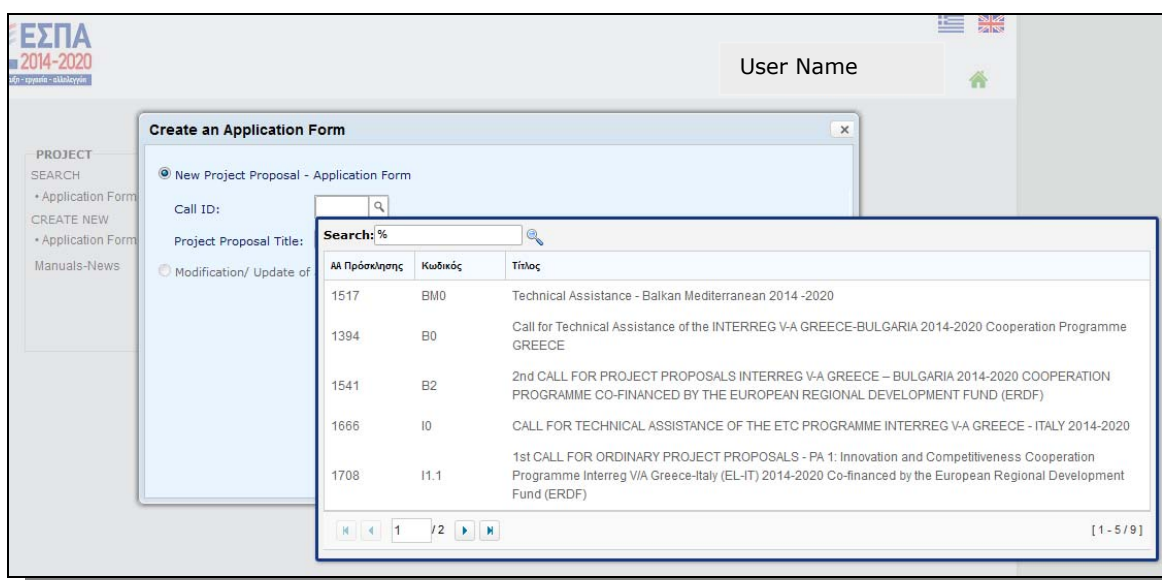 ΕΣΠΑ
2014-2020
εργασία - αλληλεγγύη
User Name
Create an Application Form
PROJECT
SEARCH
• Application Form
CREATE NEW
• Application Form
Manuals-News
New Project Proposal - Application Form
Call ID:
Project Proposal Title:
Modification/ Update of
Search: %
ΑΑ Πρόσκλησης Κωδικός Τίτλος
1517 BM0 Technical Assistance - Balkan Mediterranean 2014 -2020
1394 B0 Call for Technical Assistance of the INTERREG V-A GREECE-BULGARIA 2014-2020 Cooperation Programme
GREECE
1541 B2 2nd CALL FOR PROJECT PROPOSALS INTERREG V-A GREECE – BULGARIA 2014-2020 COOPERATION
PROGRAMME CO-FINANCED BY THE EUROPEAN REGIONAL DEVELOPMENT FUND (ERDF)
1666 I0 CALL FOR TECHNICAL ASSISTANCE OF THE ETC PROGRAMME INTERREG V-A GREECE - ITALY 2014-2020
1708 I1.1 1st CALL FOR ORDINARY PROJECT PROPOSALS - PA 1: Innovation and Competitiveness Cooperation
Programme Interreg V/A Greece-Italy (EL-IT) 2014-2020 Co-financed by the European Regional Development
Fund (ERDF)
1 / 2 [ 1 - 5 / 9 ]